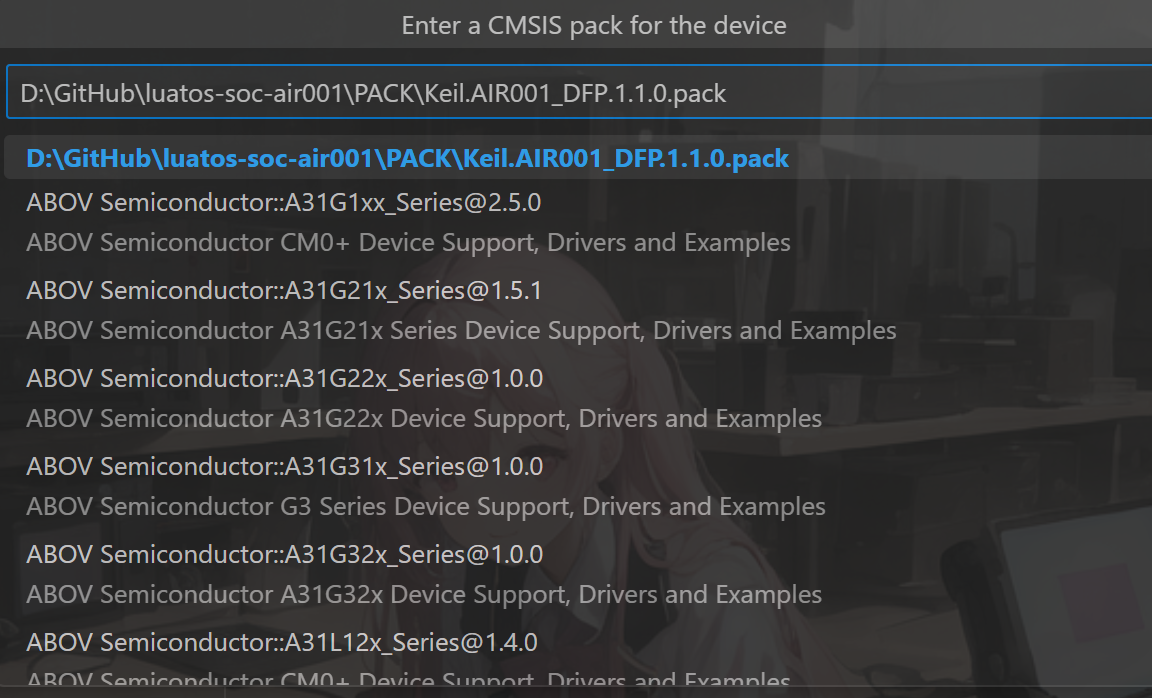 Enter a CMSIS pack for the device
D:\GitHub\luatos-soc-air001\PACK\Keil.AIR001_DFP.1.1.0.pack
D:\GitHub\luatos-soc-air001\PACK\Keil.AIR001_DFP.1.1.0.pack
ABOV Semiconductor::A31G1xx_Series@2.5.0
ABOV Semiconductor CM0+ Device Support, Drivers and Examples
ABOV Semiconductor::A31G21x_Series@1.5.1
ABOV Semiconductor A31G21x Series Device Support, Drivers and Examples
ABOV Semiconductor::A31G22x_Series@1.0.0
ABOV Semiconductor A31G22x Device Support, Drivers and Examples
ABOV Semiconductor::A31G31x_Series@1.0.0
ABOV Semiconductor G3 Series Device Support, Drivers and Examples
ABOV Semiconductor::A31G32x_Series@1.0.0
ABOV Semiconductor A31G32x Device Support, Drivers and Examples
ABOV Semiconductor::A31L12x_Series@1.4.0
ABOV Semiconductor CM0+ Device Support, Drivers and Examples